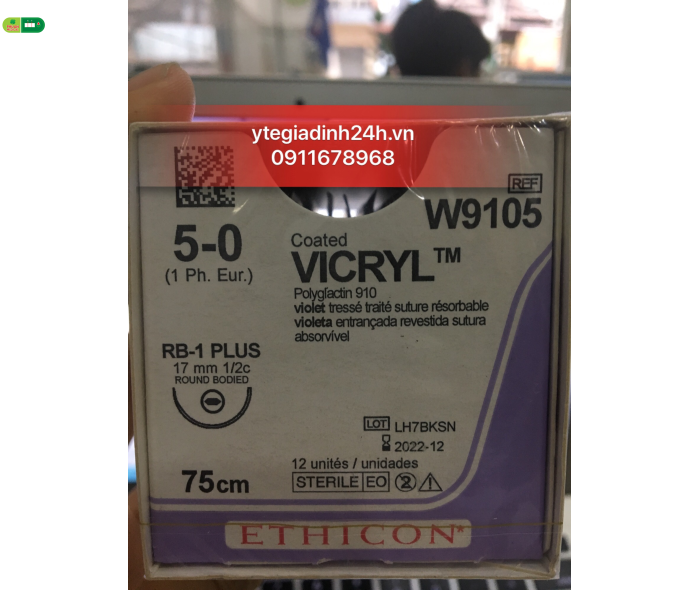 ytegiadinh24h.vn
0911678968
REF
W9105
5-0
(1 Ph. Eur.)
Coated
VICRYL™
Polyglactin 910
violet tressé traité suture résorbable
violeta entrançada revestida sutura
absorvível
RB-1 PLUS
17 mm 1/2c
ROUND BODIED
LOT LH7BKSN
2022-12
12 unités / unidades
75cm
STERILE EO 2
ETHICON*